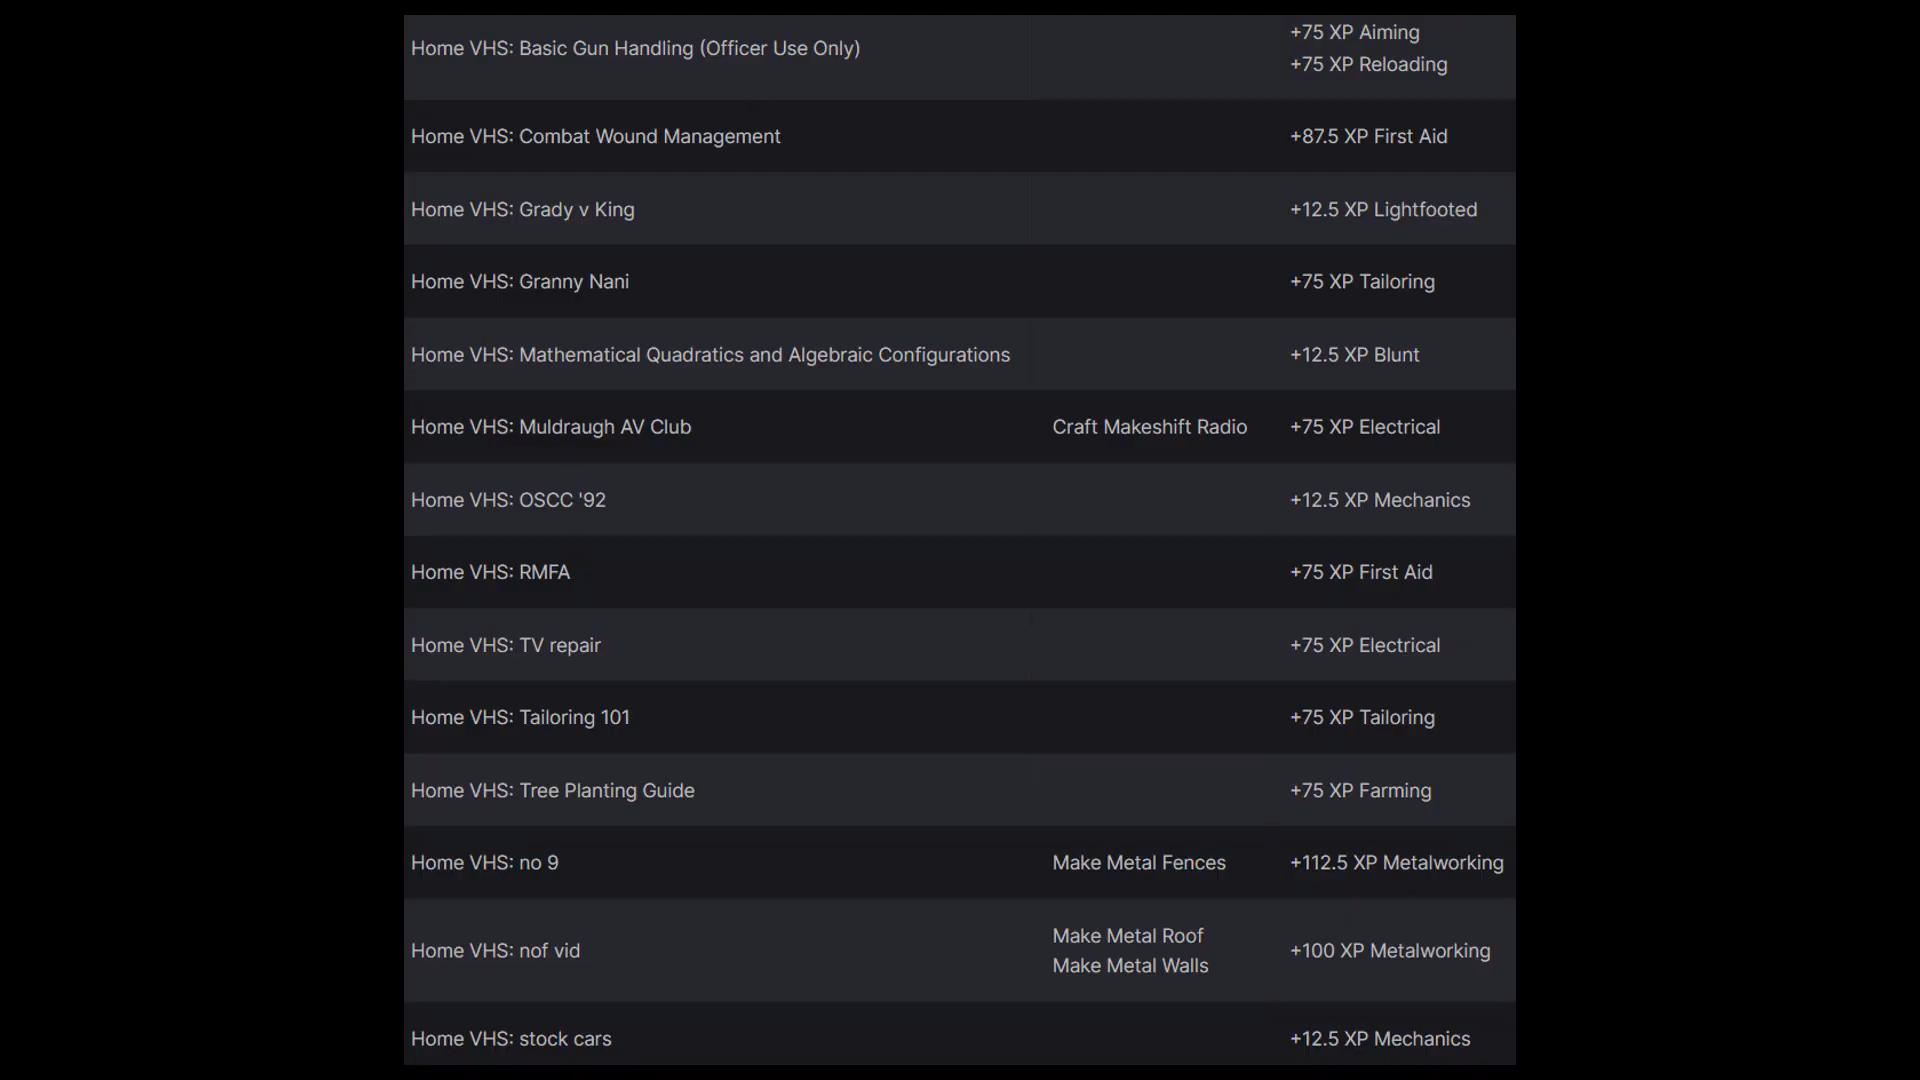 Home VHS: Basic Gun Handling (Officer Use Only)
+75 XP Aiming
+75 XP Reloading
Home VHS: Combat Wound Management
+87.5 XP First Aid
Home VHS: Grady v King
+12.5 XP Lightfooted
Home VHS: Granny Nani
+75 XP Tailoring
Home VHS: Mathematical Quadratics and Algebraic Configurations
+12.5 XP Blunt
Home VHS: Muldraugh AV Club
Craft Makeshift Radio
+75 XP Electrical
Home VHS: OSCC '92
+12.5 XP Mechanics
Home VHS: RMFA
+75 XP First Aid
Home VHS: TV repair
+75 XP Electrical
Home VHS: Tailoring 101
+75 XP Tailoring
Home VHS: Tree Planting Guide
+75 XP Farming
Home VHS: no 9
Make Metal Fences
+112.5 XP Metalworking
Home VHS: nof vid
Make Metal Roof
Make Metal Walls
+100 XP Metalworking
Home VHS: stock cars
+12.5 XP Mechanics